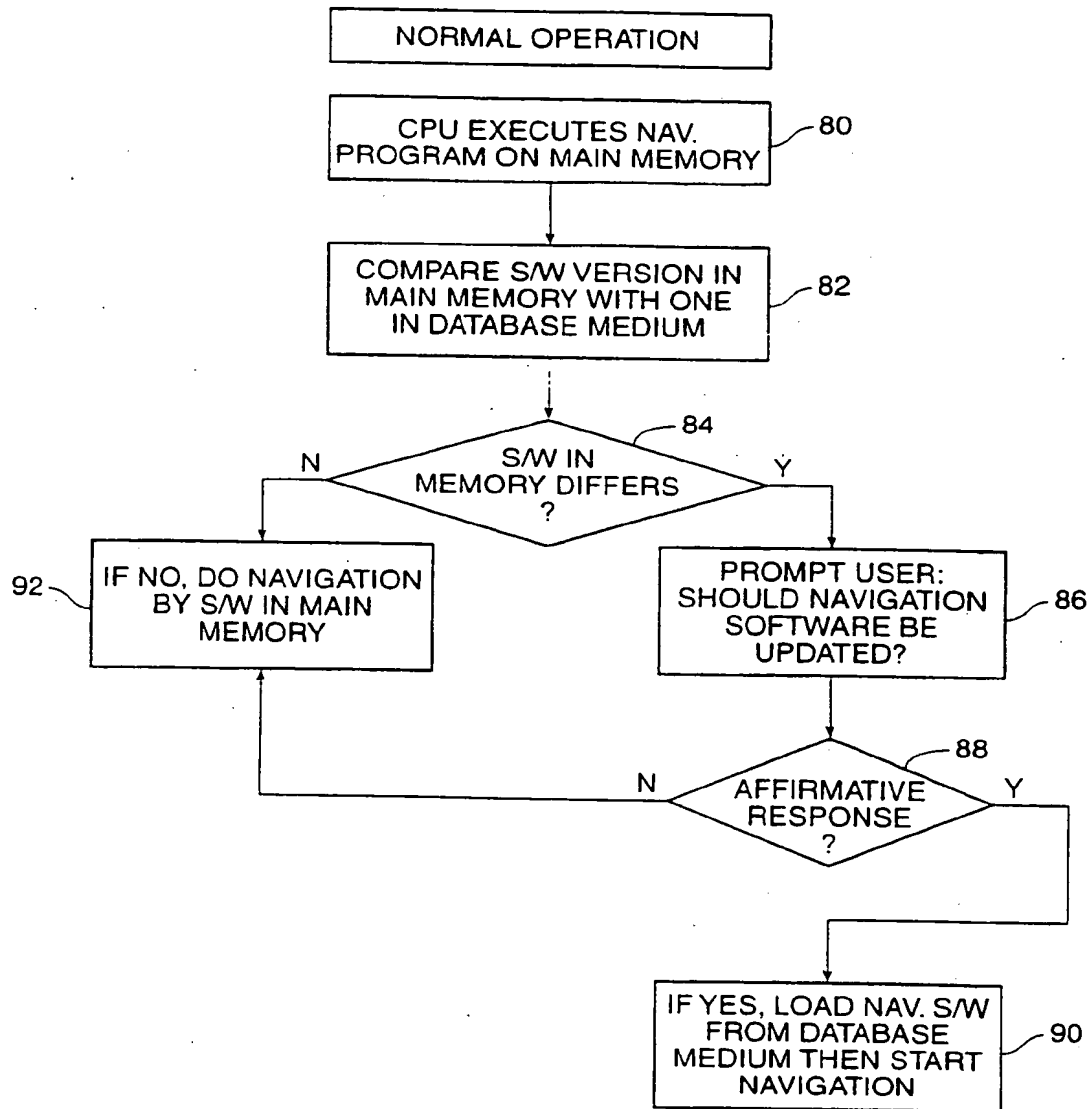 NORMAL OPERATION
CPU EXECUTES NAV.
PROGRAM ON MAIN MEMORY
80
COMPARE S/W VERSION IN
MAIN MEMORY WITH ONE
IN DATABASE MEDIUM
82
84
S/W IN
MEMORY DIFFERS
?
N
Y
92
IF NO, DO NAVIGATION
BY S/W IN MAIN
MEMORY
PROMPT USER:
SHOULD NAVIGATION
SOFTWARE BE
UPDATED?
86
88
AFFIRMATIVE
RESPONSE
?
N
Y
IF YES, LOAD NAV. S/W
FROM DATABASE
MEDIUM THEN START
NAVIGATION
90